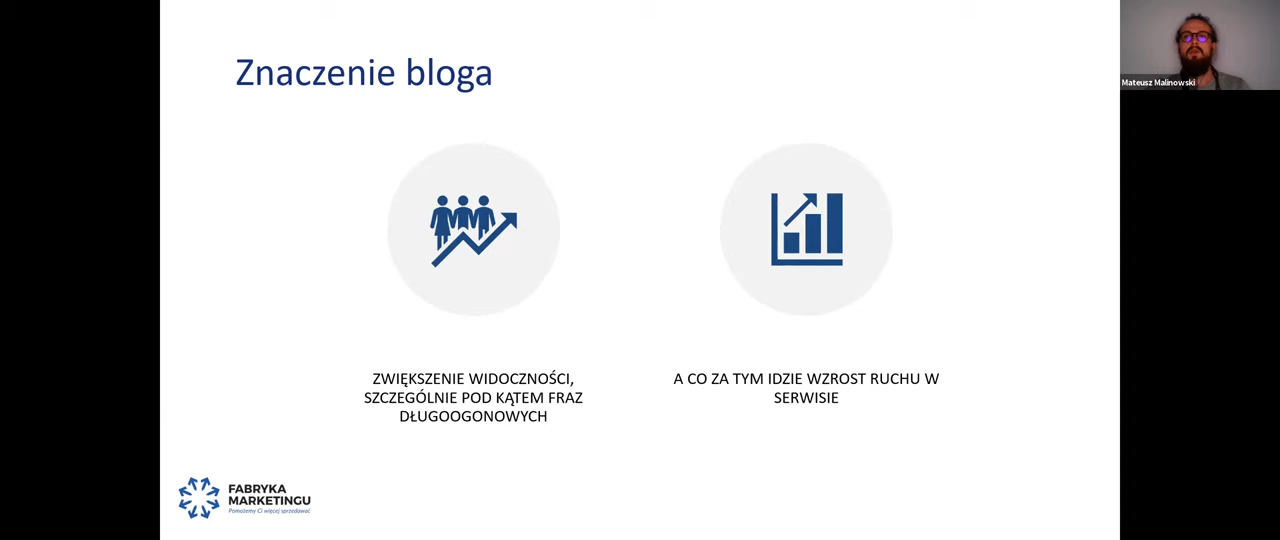 Znaczenie bloga
Mateusz Malinowski
ZWIĘKSZENIE WIDOCZNOŚCI,
SZCZEGÓLNIE POD KĄTEM FRAZ
DŁUGOOGONOWYCH
A CO ZA TYM IDZIE WZROST RUCHU W
SERWISIE
FABRYKA
MARKETINGU
Pomożemy Ci więcej sprzedawać